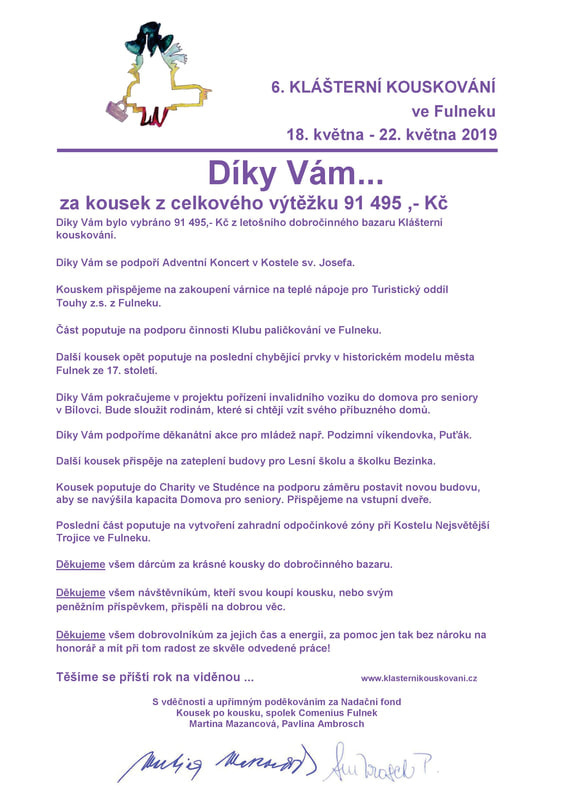 6. KLÁŠTERNÍ KOUSKOVÁNÍ
ve Fulneku
18. května - 22. května 2019
Díky Vám...
za kousek z celkového výtěžku 91 495 ,- Kč
Díky Vám bylo vybráno 91 495,- Kč z letošního dobročinného bazaru Klášterní
kouskování.
Díky Vám se podpoří Adventní Koncert v Kostele sv. Josefa.
Kouskem přispějeme na zakoupení várnice na teplé nápoje pro Turistický oddíl
Touhy z.s. z Fulneku.
Část poputuje na podporu činnosti Klubu paličkování ve Fulneku.
Další kousek opět poputuje na poslední chybějící prvky v historickém modelu města
Fulnek ze 17. století.
Díky Vám pokračujeme v projektu pořízení invalidního vozíku do domova pro seniory
v Bílovci. Bude sloužit rodinám, které si chtějí vzít svého příbuzného domů.
Díky Vám podpoříme děkanátní akce pro mládež např. Podzimní víkendovka, Puťák.
Další kousek přispěje na zateplení budovy pro Lesní školu a školku Bezinka.
Kousek poputuje do Charity ve Studénce na podporu záměru postavit novou budovu,
aby se navýšila kapacita Domova pro seniory. Přispějeme na vstupní dveře.
Poslední část poputuje na vytvoření zahradní odpočinkové zóny při Kostelu Nejsvětější
Trojice ve Fulneku.
Děkujeme všem dárcům za krásné kousky do dobročinného bazaru.
Děkujeme všem návštěvníkům, kteří svou koupí kousku, nebo svým
peněžním příspěvkem, přispěli na dobrou věc.
Děkujeme všem dobrovolníkům za jejich čas a energii, za pomoc jen tak bez nároku na
honorář a mít při tom radost ze skvěle odvedené práce!
Těšíme se příští rok na viděnou ... www.klasternikouskovani.cz
S vděčností a upřímným poděkováním za Nadační fond
Kousek po kousku, spolek Comenius Fulnek
Martina Mazancová, Pavlína Ambrosch